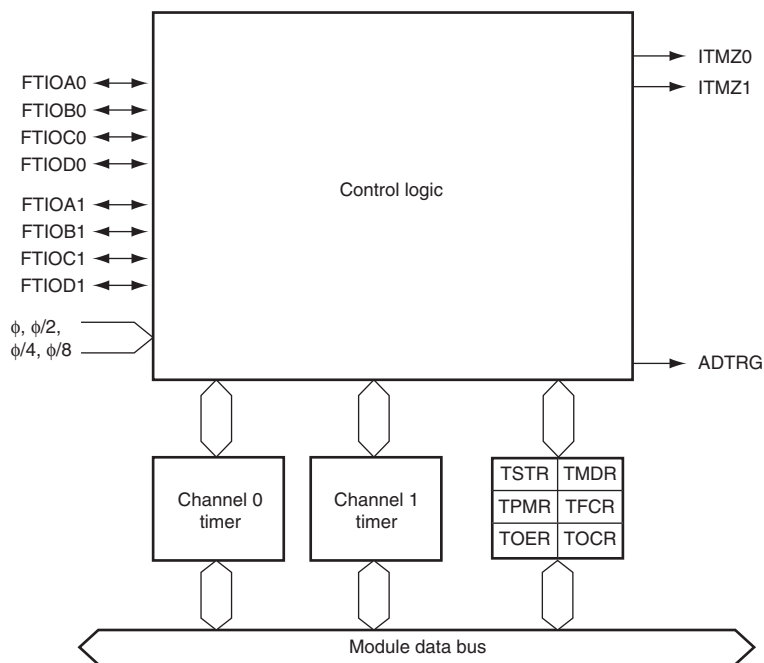 ITMZ0
ITMZ1
FTIOA0
FTIOB0
FTIOC0
FTIOD0
Control logic
FTIOA1
FTIOB1
FTIOC1
FTIOD1
ϕ, ϕ/2,
ϕ/4, ϕ/8
ADTRG
Channel 0
timer
Channel 1
timer
TSTR TMDR
TPMR TFCR
TOER TOCR
Module data bus